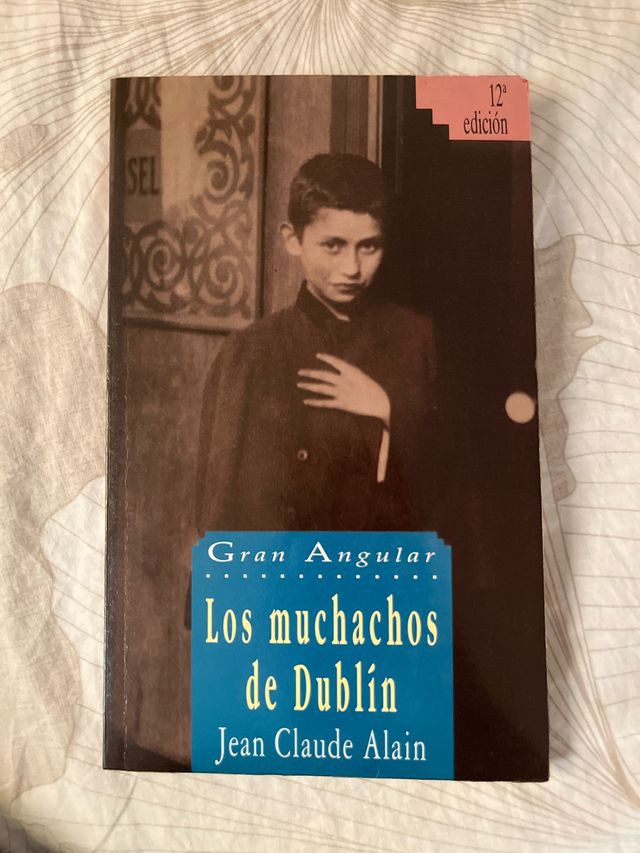 12ª
edición
SEL
Gran Angular
Los muchachos
de Dublín
Jean Claude Alain